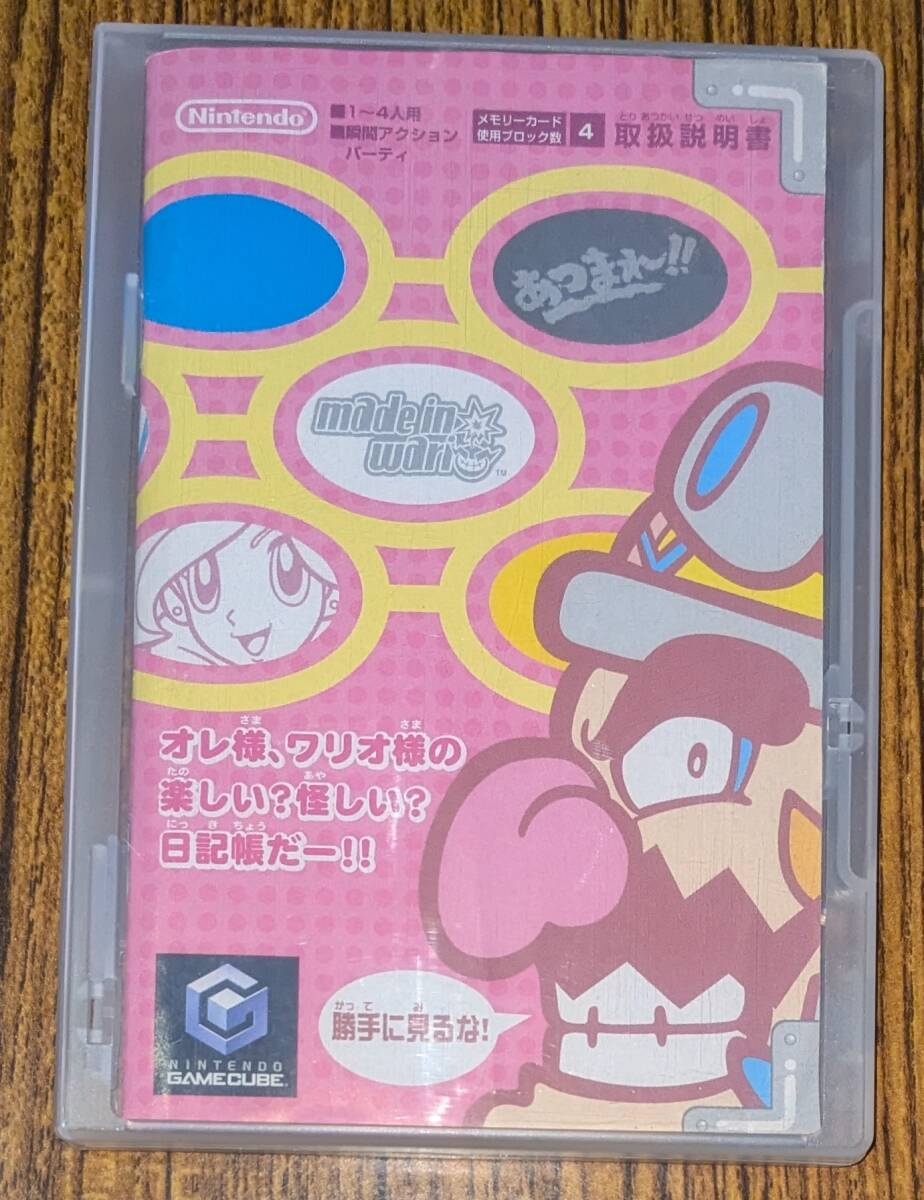 Nintendo
■1〜4人用
■瞬間アクション
パーティ
メモリーカード
使用ブロック数
4
とり あつかい せつ めい しょ
取扱説明書
あつまれ〜!!
made in
wario
TM
さま さま
オレ様、ワリオ様の
たの あや
楽しい?怪しい?
にっ き ちょう
日記帳だー!!
かっ て み
勝手に見るな!
NINTENDO
GAMECUBE